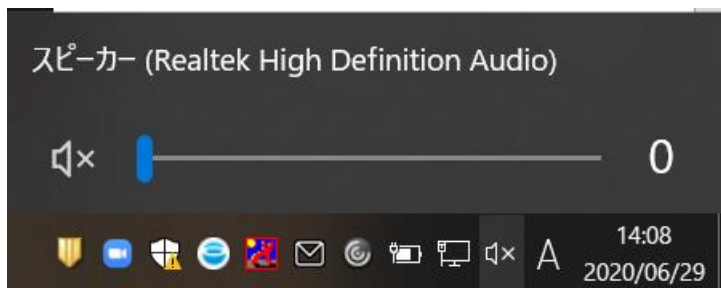 スピーカー (Realtek High Definition Audio)
0
A
14:08
2020/06/29